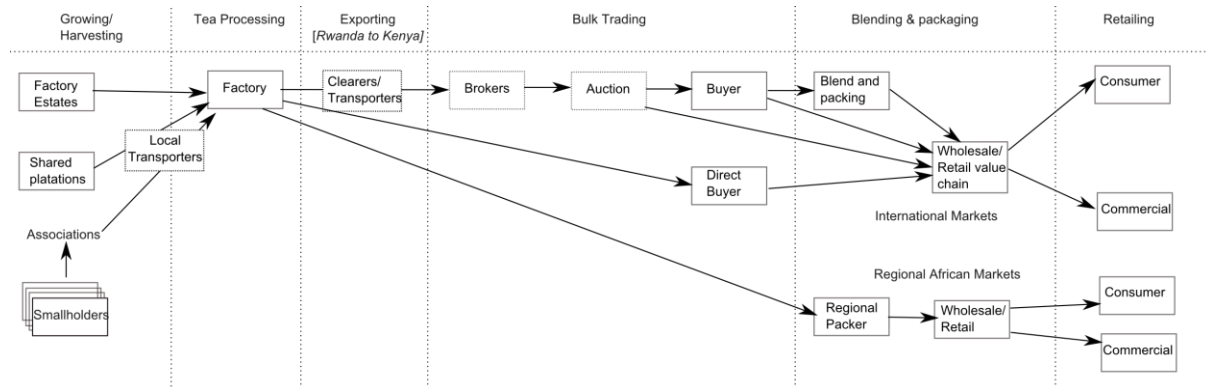 Growing/
Harvesting
Tea Processing
Exporting
[Rwanda to Kenya]
Bulk Trading
Blending & packaging
Retailing
Factory
Estates
Factory
Clearers/
Transporters
Brokers
Auction
Buyer
Blend and
packing
Consumer
Shared
platations
Local
Transporters
Direct
Buyer
Wholesale/
Retail value
chain
Commercial
International Markets
Associations
Regional African Markets
Smallholders
Regional
Packer
Wholesale/
Retail
Consumer
Commercial